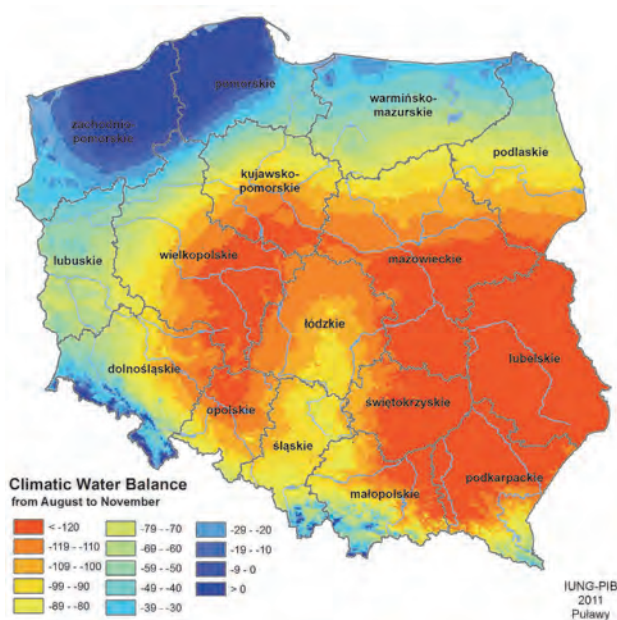 pomorskie
zachodnio-
pomorskie
warmińsko-
mazurskie
podlaskie
kujawsko-
pomorskie
lubuskie
wielkopolskie
mazowieckie
łódzkie
lubelskie
dolnośląskie
opolskie
świętokrzyskie
śląskie
małopolskie
podkarpackie
Climatic Water Balance
from August to November
< -120
-119 - -110
-109 - -100
-99 - -90
-89 - -80
-79 - -70
-69 - -60
-59 - -50
-49 - -40
-39 - -30
-29 - -20
-19 - -10
-9 - 0
> 0
IUNG-PIB
2011
Puławy